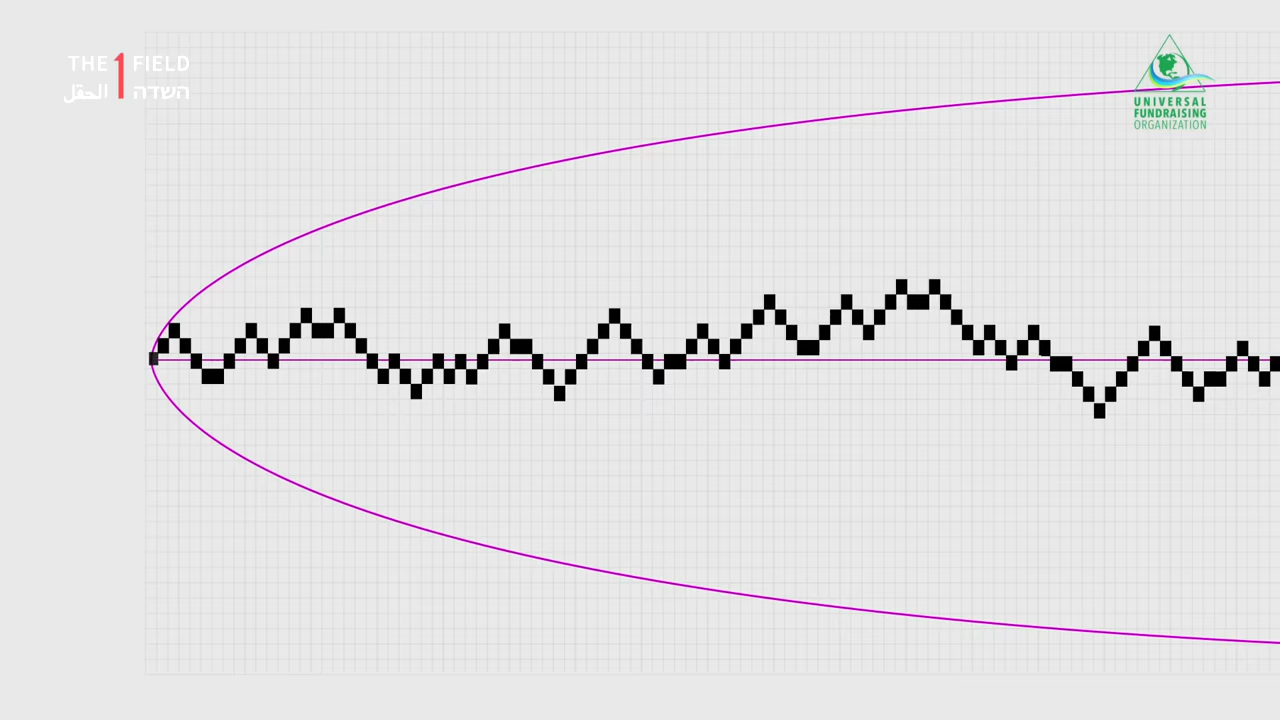 THE 1 FIELD
الحقل השדה
UNIVERSAL
FUNDRAISING
ORGANIZATION